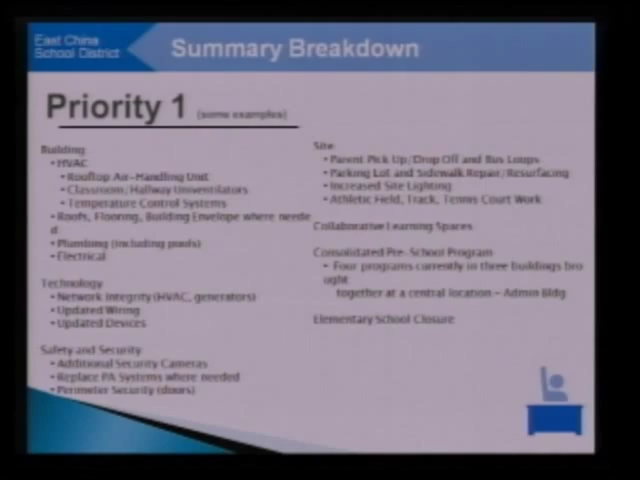 East China
School District
Summary Breakdown
Priority 1 (some examples)
Building
• HVAC
• Rooftop Air-Handling Unit
• Classroom/Hallway Univentilators
• Temperature Control Systems
• Roofs, Flooring, Building Envelope where neede
d
• Plumbing (including pools)
• Electrical
Technology
• Network Integrity (HVAC, generators)
• Updated Wiring
• Updated Devices
Safety and Security
• Additional Security Cameras
• Replace PA Systems where needed
• Perimeter Security (doors)
Site
• Parent Pick Up/Drop Off and Bus Loops
• Parking Lot and Sidewalk Repair/Resurfacing
• Increased Site Lighting
• Athletic Field, Track, Tennis Court Work
Collaborative Learning Spaces
Consolidated Pre-School Program
• Four programs currently in three buildings bro
ught
together at a central location – Admin Bldg
Elementary School Closure